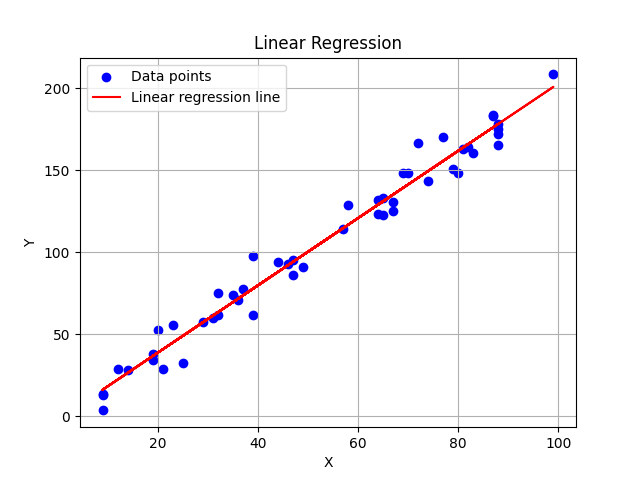 Linear Regression
Data points
Linear regression line
200
150
100
50
0
Y
20 40 60 80 100
X